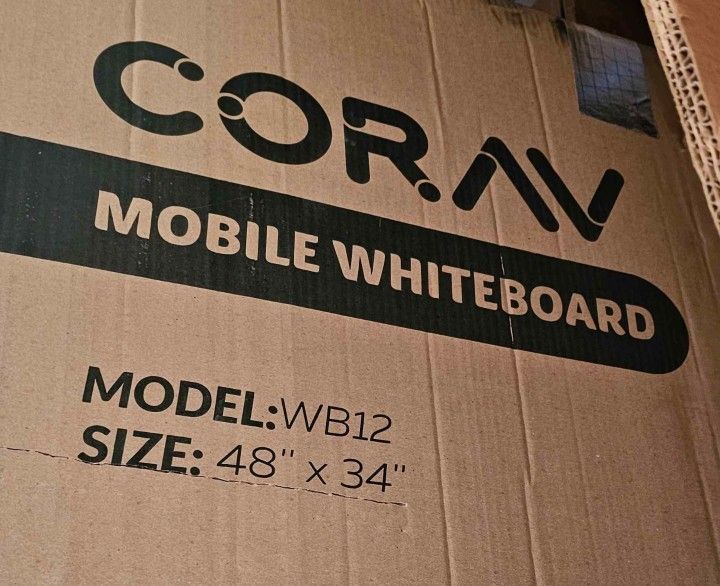 CORAV
MOBILE WHITEBOARD
MODEL:WB12
SIZE: 48" x 34"